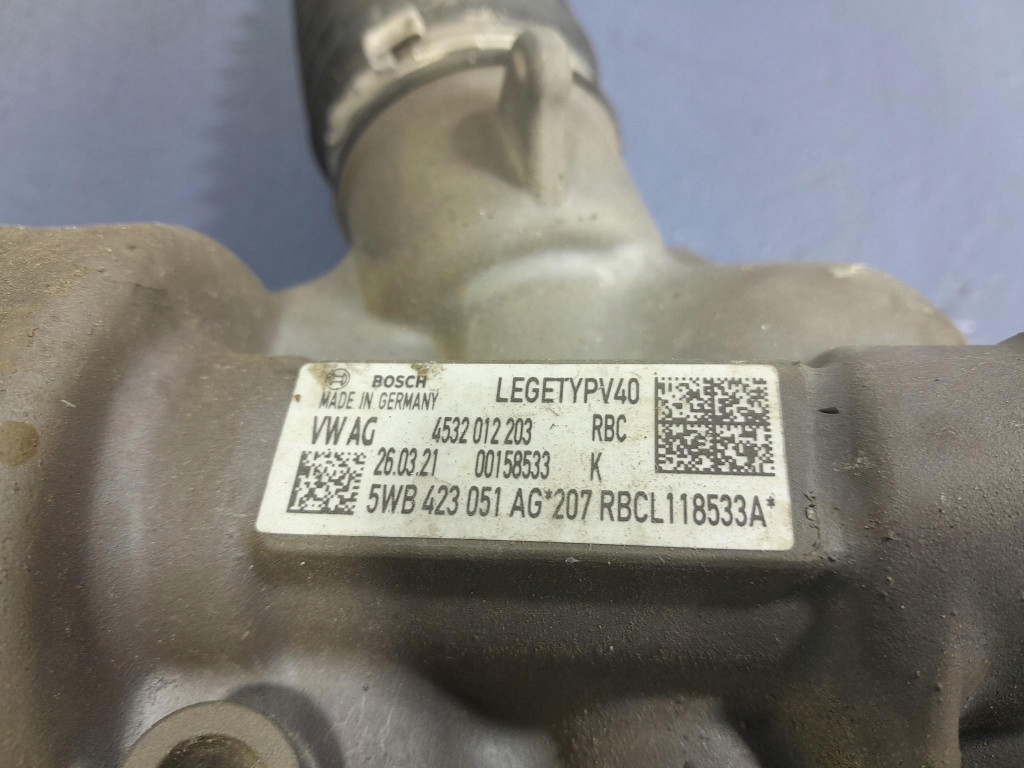 BOSCH LEGETYPV40
MADE IN GERMANY
VW AG 4532 012 203 RBC
26.03.21 00158533 K
5WB 423 051 AG*207 RBCL118533A*